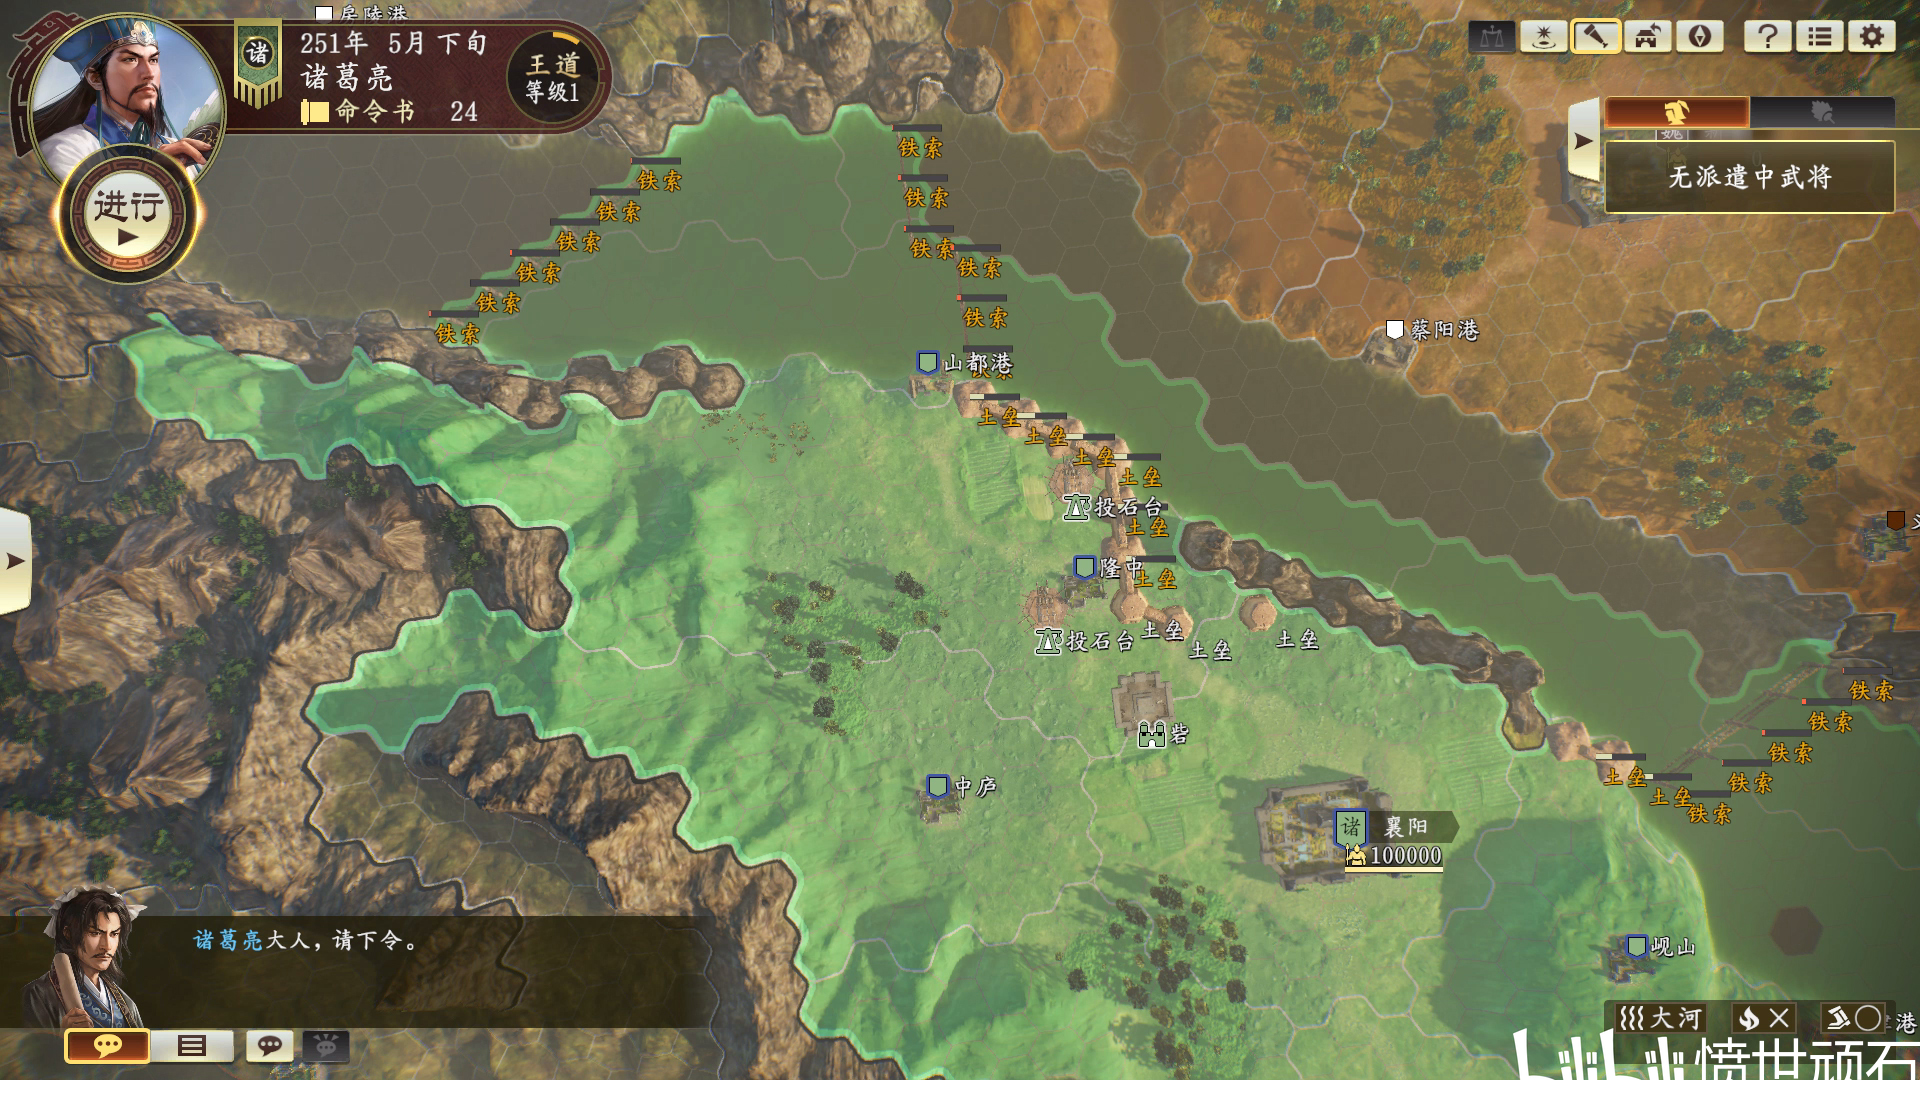 房陵港
诸
251年 5月下旬
诸葛亮
命令书 24
王道
等级1
进行
无派遣中武将
铁索
铁索
铁索
铁索
铁索
铁索
铁索
铁索
铁索
铁索
铁索
蔡阳港
山都港
土垒
土垒
土垒
土垒
投石台
土垒
隆中
土垒
投石台
土垒
土垒
土垒
砦
中庐
诸 襄阳
100000
铁索
铁索
铁索
铁索
铁索
土垒
土垒
岘山
诸葛亮大人，请下令。
大河
港
bilibili 愤世顽石